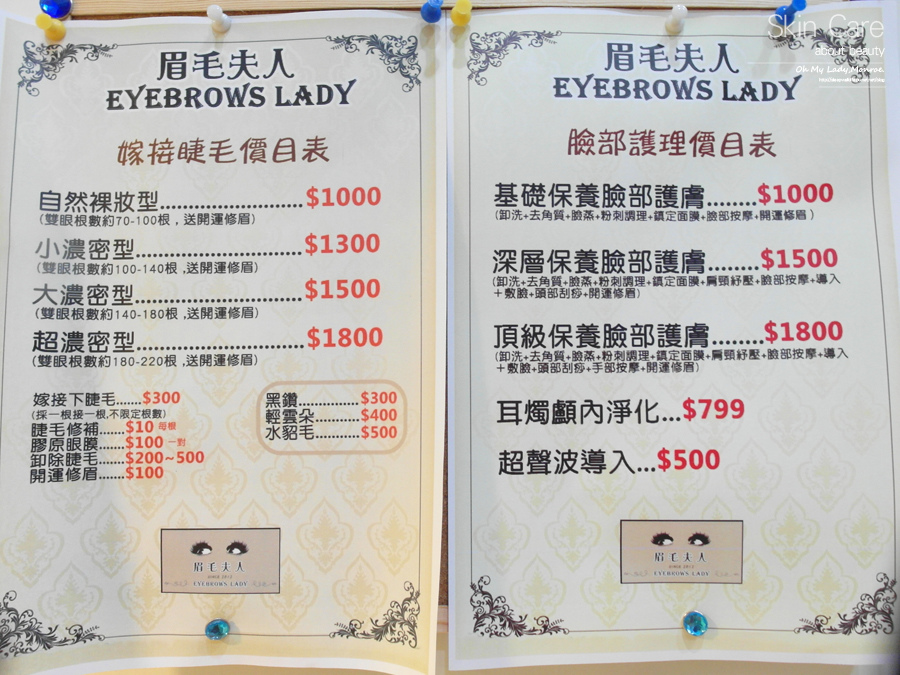 眉毛夫人
EYEBROWS LADY
嫁接睫毛價目表
自然裸妝型.......................$1000
(雙眼根數約70-100根,送開運修眉)
小濃密型...........................$1300
(雙眼根數約100-140根,送開運修眉)
大濃密型...........................$1500
(雙眼根數約140-180根,送開運修眉)
超濃密型...........................$1800
(雙眼根數約180-220根,送開運修眉)
嫁接下睫毛.......$300
(採一根接一根,不限定根數)
睫毛修補.......$10 每根
膠原眼膜.......$100 一對
卸除睫毛.......$200~500
開運修眉.......$100
黑鑽...............$300
輕雲朵...........$400
水貂毛...........$500
眉毛夫人
SINCE 2012
EYEBROWS LADY
Skin Care
about beauty
Oh My Lady Monroe
眉毛夫人
EYEBROWS LADY
臉部護理價目表
基礎保養臉部護膚.......$1000
(卸洗+去角質+臉蒸+粉刺調理+鎮定面膜+臉部按摩+開運修眉)
深層保養臉部護膚........$1500
(卸洗+去角質+臉蒸+粉刺調理+鎮定面膜+肩頸紓壓+臉部按摩+導入
+敷臉+頭部刮痧+開運修眉)
頂級保養臉部護膚........$1800
(卸洗+去角質+臉蒸+粉刺調理+鎮定面膜+肩頸紓壓+臉部按摩+導入
+敷臉+頭部刮痧+手部按摩+開運修眉)
耳燭顱內淨化...$799
超聲波導入...$500
眉毛夫人
SINCE 2012
EYEBROWS LADY